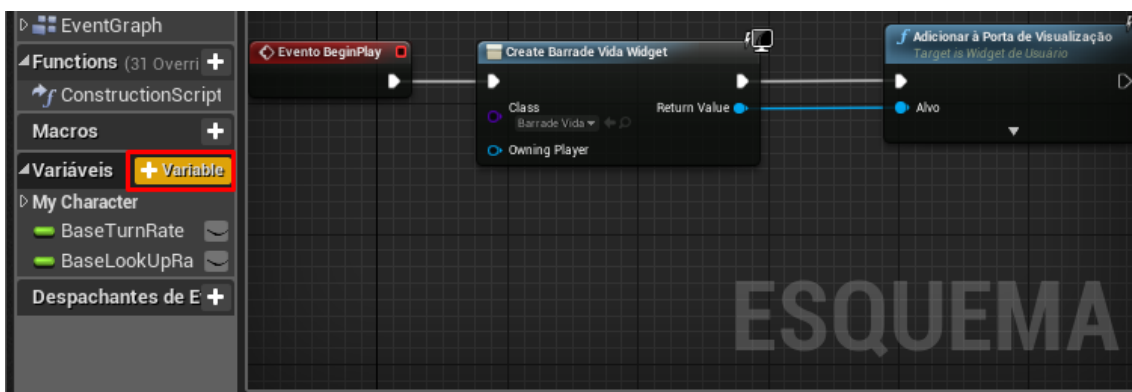 EventGraph
Functions (31 Overri
ConstructionScript
Macros
Variáveis
Variable
My Character
BaseTurnRate
BaseLookUpRa
Despachantes de E
Evento BeginPlay
Create Barrade Vida Widget
Class
Barrade Vida
Return Value
Owning Player
Adicionar à Porta de Visualização
Target is Widget de Usuário
Alvo
ESQUEMA